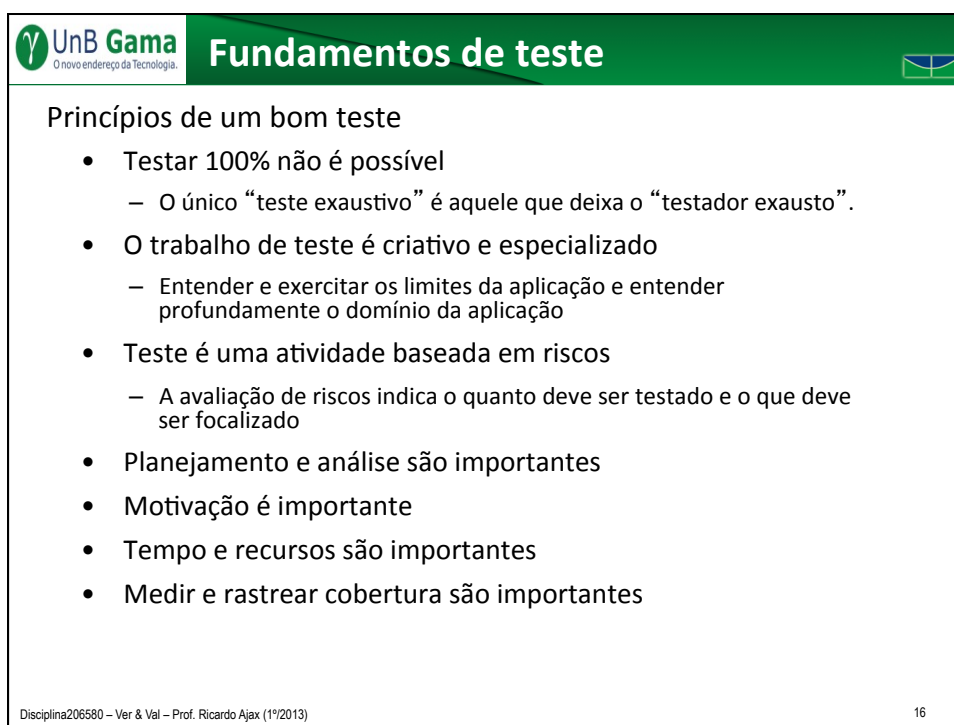 γ UnB Gama
O novo endereço da Tecnologia.
Fundamentos de teste
Princípios de um bom teste
• Testar 100% não é possível
– O único “teste exaustivo” é aquele que deixa o “testador exausto”.
• O trabalho de teste é criativo e especializado
– Entender e exercitar os limites da aplicação e entender
profundamente o domínio da aplicação
• Teste é uma atividade baseada em riscos
– A avaliação de riscos indica o quanto deve ser testado e o que deve
ser focalizado
• Planejamento e análise são importantes
• Motivação é importante
• Tempo e recursos são importantes
• Medir e rastrear cobertura são importantes
Disciplina206580 – Ver & Val – Prof. Ricardo Ajax (1º/2013)
16